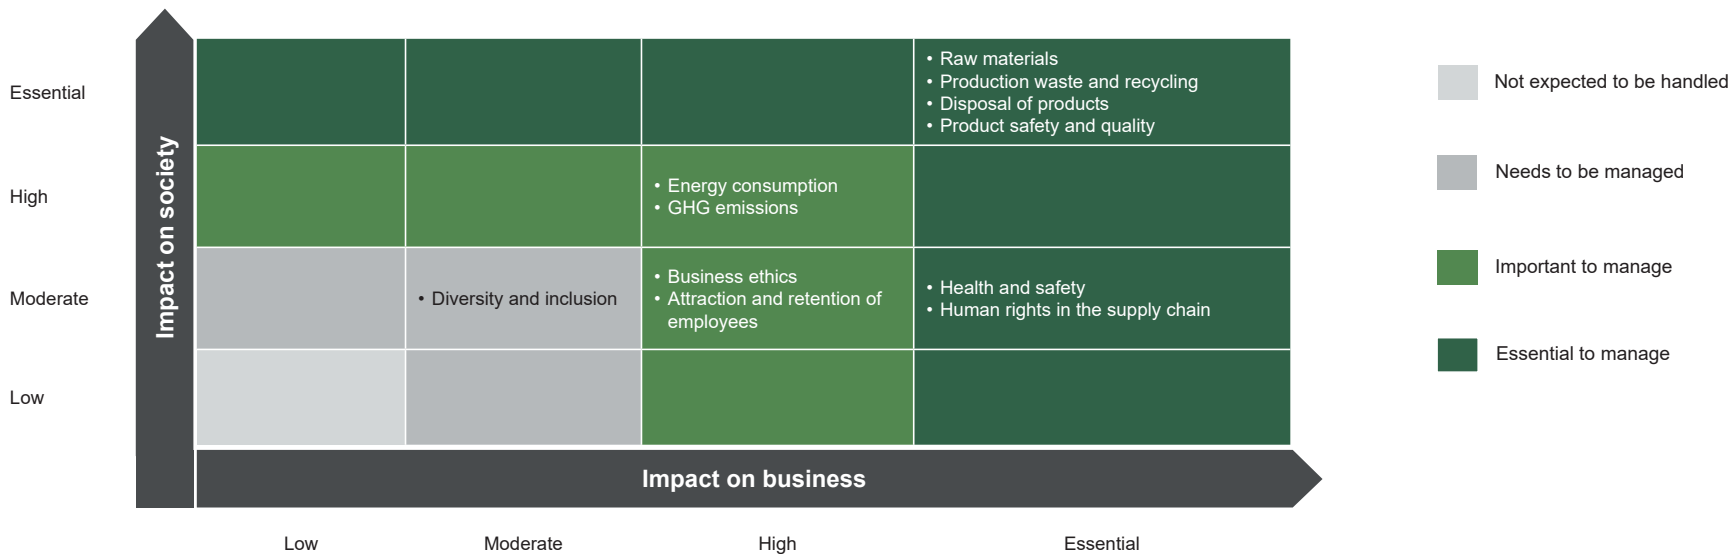 Essential
• Raw materials
• Production waste and recycling
• Disposal of products
• Product safety and quality
High
• Energy consumption
• GHG emissions
Moderate
• Diversity and inclusion
• Business ethics
• Attraction and retention of
employees
• Health and safety
• Human rights in the supply chain
Low
Impact on society
Impact on business
Low
Moderate
High
Essential
Not expected to be handled
Needs to be managed
Important to manage
Essential to manage